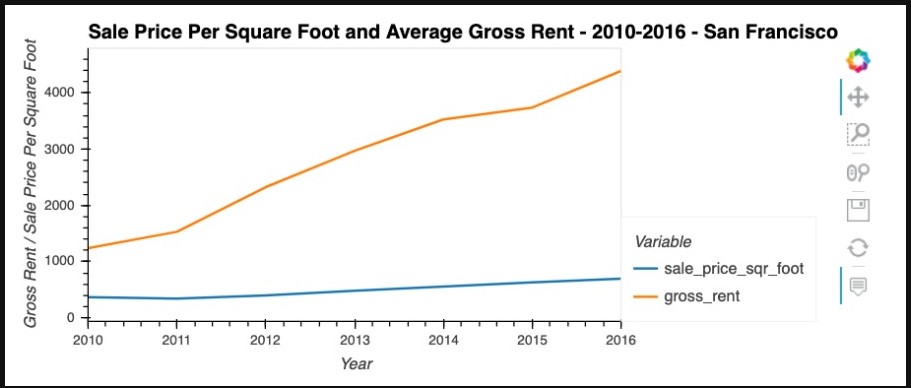 Sale Price Per Square Foot and Average Gross Rent - 2010-2016 - San Francisco
Gross Rent / Sale Price Per Square Foot
4000
3000
2000
1000
0
2010 2011 2012 2013 2014 2015 2016
Year
Variable
sale_price_sqr_foot
gross_rent